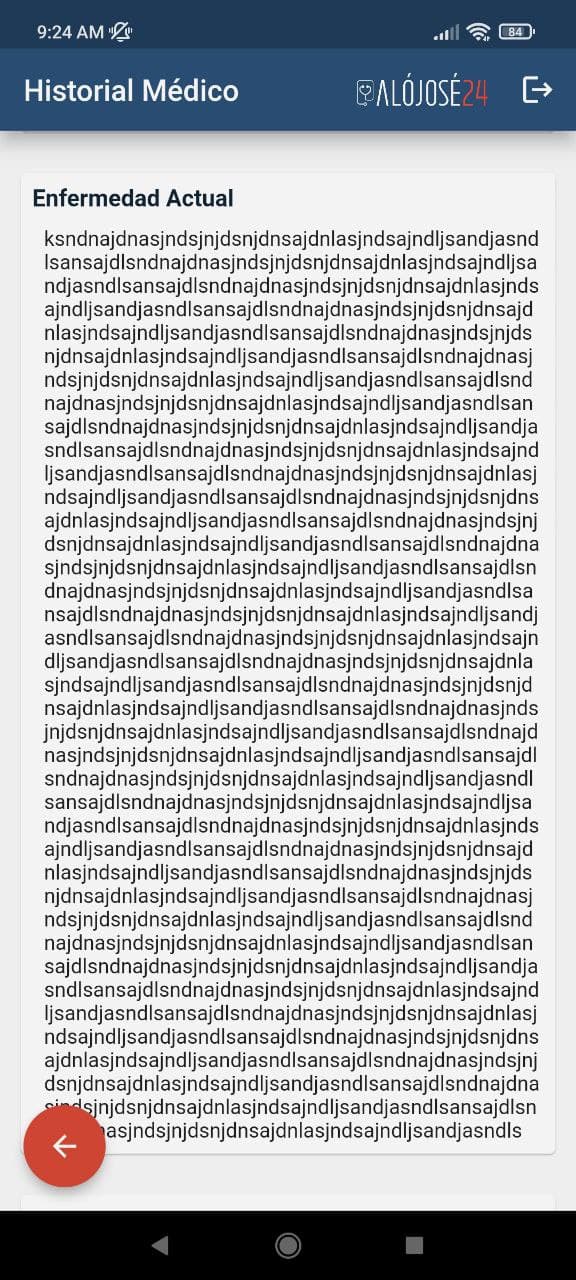 9:24 AM
84
Historial Médico
ALÓJOSÉ24
Enfermedad Actual
ksndnajdnasjndsjnjdsnjdnsajdnlasjndsajndljsandjasnd
lsansajdlsndnajdnasjndsjnjdsnjdnsajdnlasjndsajndljsa
ndjasndlsansajdlsndnajdnasjndsjnjdsnjdnsajdnlasjnds
ajndljsandjasndlsansajdlsndnajdnasjndsjnjdsnjdnsajd
nlasjndsajndljsandjasndlsansajdlsndnajdnasjndsjnjds
njdnsajdnlasjndsajndljsandjasndlsansajdlsndnajdnasj
ndsjnjdsnjdnsajdnlasjndsajndljsandjasndlsansajdlsnd
najdnasjndsjnjdsnjdnsajdnlasjndsajndljsandjasndlsan
sajdlsndnajdnasjndsjnjdsnjdnsajdnlasjndsajndljsandja
sndlsansajdlsndnajdnasjndsjnjdsnjdnsajdnlasjndsajnd
ljsandjasndlsansajdlsndnajdnasjndsjnjdsnjdnsajdnlasj
ndsajndljsandjasndlsansajdlsndnajdnasjndsjnjdsnjdns
ajdnlasjndsajndljsandjasndlsansajdlsndnajdnasjndsjnj
dsnjdnsajdnlasjndsajndljsandjasndlsansajdlsndnajdna
sjndsjnjdsnjdnsajdnlasjndsajndljsandjasndlsansajdlsn
dnajdnasjndsjnjdsnjdnsajdnlasjndsajndljsandjasndlsa
nsajdlsndnajdnasjndsjnjdsnjdnsajdnlasjndsajndljsandj
asndlsansajdlsndnajdnasjndsjnjdsnjdnsajdnlasjndsajn
dljsandjasndlsansajdlsndnajdnasjndsjnjdsnjdnsajdnla
sjndsajndljsandjasndlsansajdlsndnajdnasjndsjnjdsnjd
nsajdnlasjndsajndljsandjasndlsansajdlsndnajdnasjnds
jnjdsnjdnsajdnlasjndsajndljsandjasndlsansajdlsndnajd
nasjndsjnjdsnjdnsajdnlasjndsajndljsandjasndlsansajdl
sndnajdnasjndsjnjdsnjdnsajdnlasjndsajndljsandjasndl
sansajdlsndnajdnasjndsjnjdsnjdnsajdnlasjndsajndljsa
ndjasndlsansajdlsndnajdnasjndsjnjdsnjdnsajdnlasjnds
ajndljsandjasndlsansajdlsndnajdnasjndsjnjdsnjdnsajd
nlasjndsajndljsandjasndlsansajdlsndnajdnasjndsjnjds
njdnsajdnlasjndsajndljsandjasndlsansajdlsndnajdnasj
ndsjnjdsnjdnsajdnlasjndsajndljsandjasndlsansajdlsnd
najdnasjndsjnjdsnjdnsajdnlasjndsajndljsandjasndlsan
sajdlsndnajdnasjndsjnjdsnjdnsajdnlasjndsajndljsandja
sndlsansajdlsndnajdnasjndsjnjdsnjdnsajdnlasjndsajnd
ljsandjasndlsansajdlsndnajdnasjndsjnjdsnjdnsajdnlasj
ndsajndljsandjasndlsansajdlsndnajdnasjndsjnjdsnjdns
ajdnlasjndsajndljsandjasndlsansajdlsndnajdnasjndsjnj
dsnjdnsajdnlasjndsajndljsandjasndlsansajdlsndnajdna
sjndsjnjdsnjdnsajdnlasjndsajndljsandjasndlsansajdlsn
nasjndsjnjdsnjdnsajdnlasjndsajndljsandjasndls